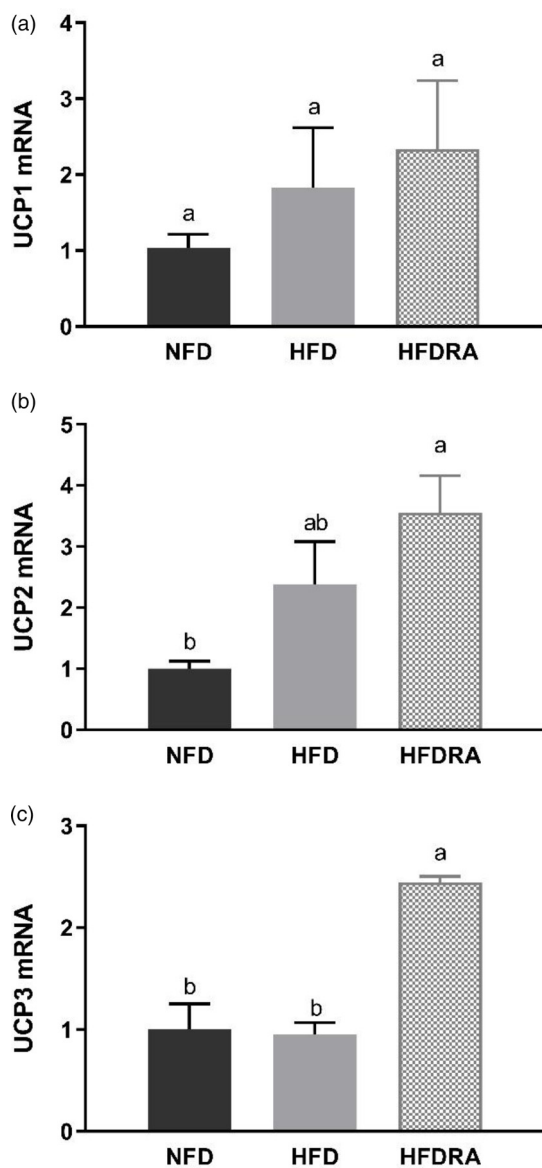 (a)
UCP1 mRNA
4
3
2
1
0
a
a
a
NFD HFD HFDRA
(b)
UCP2 mRNA
5
4
3
2
1
0
b
ab
a
NFD HFD HFDRA
(c)
UCP3 mRNA
3
2
1
0
b
b
a
NFD HFD HFDRA